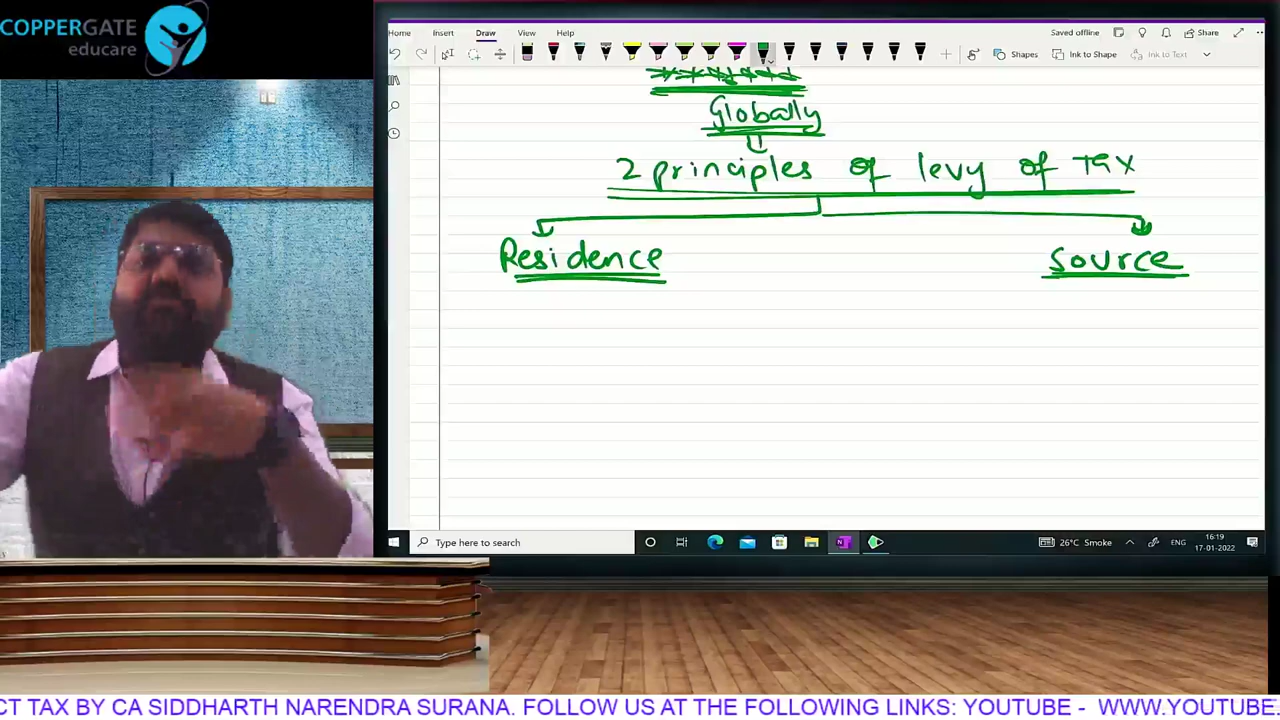 COPPERGATE
educare
Home Insert Draw View Help
Saved offline
Share
Shapes
Ink to Shape
Ink to Text
Globally
2 principles of levy of Tax
Residence
Source
Type here to search
26°C Smoke
ENG
16:19
17-01-2022
CT TAX BY CA SIDDHARTH NARENDRA SURANA. FOLLOW US AT THE FOLLOWING LINKS: YOUTUBE - WWW.YOUTUBE.